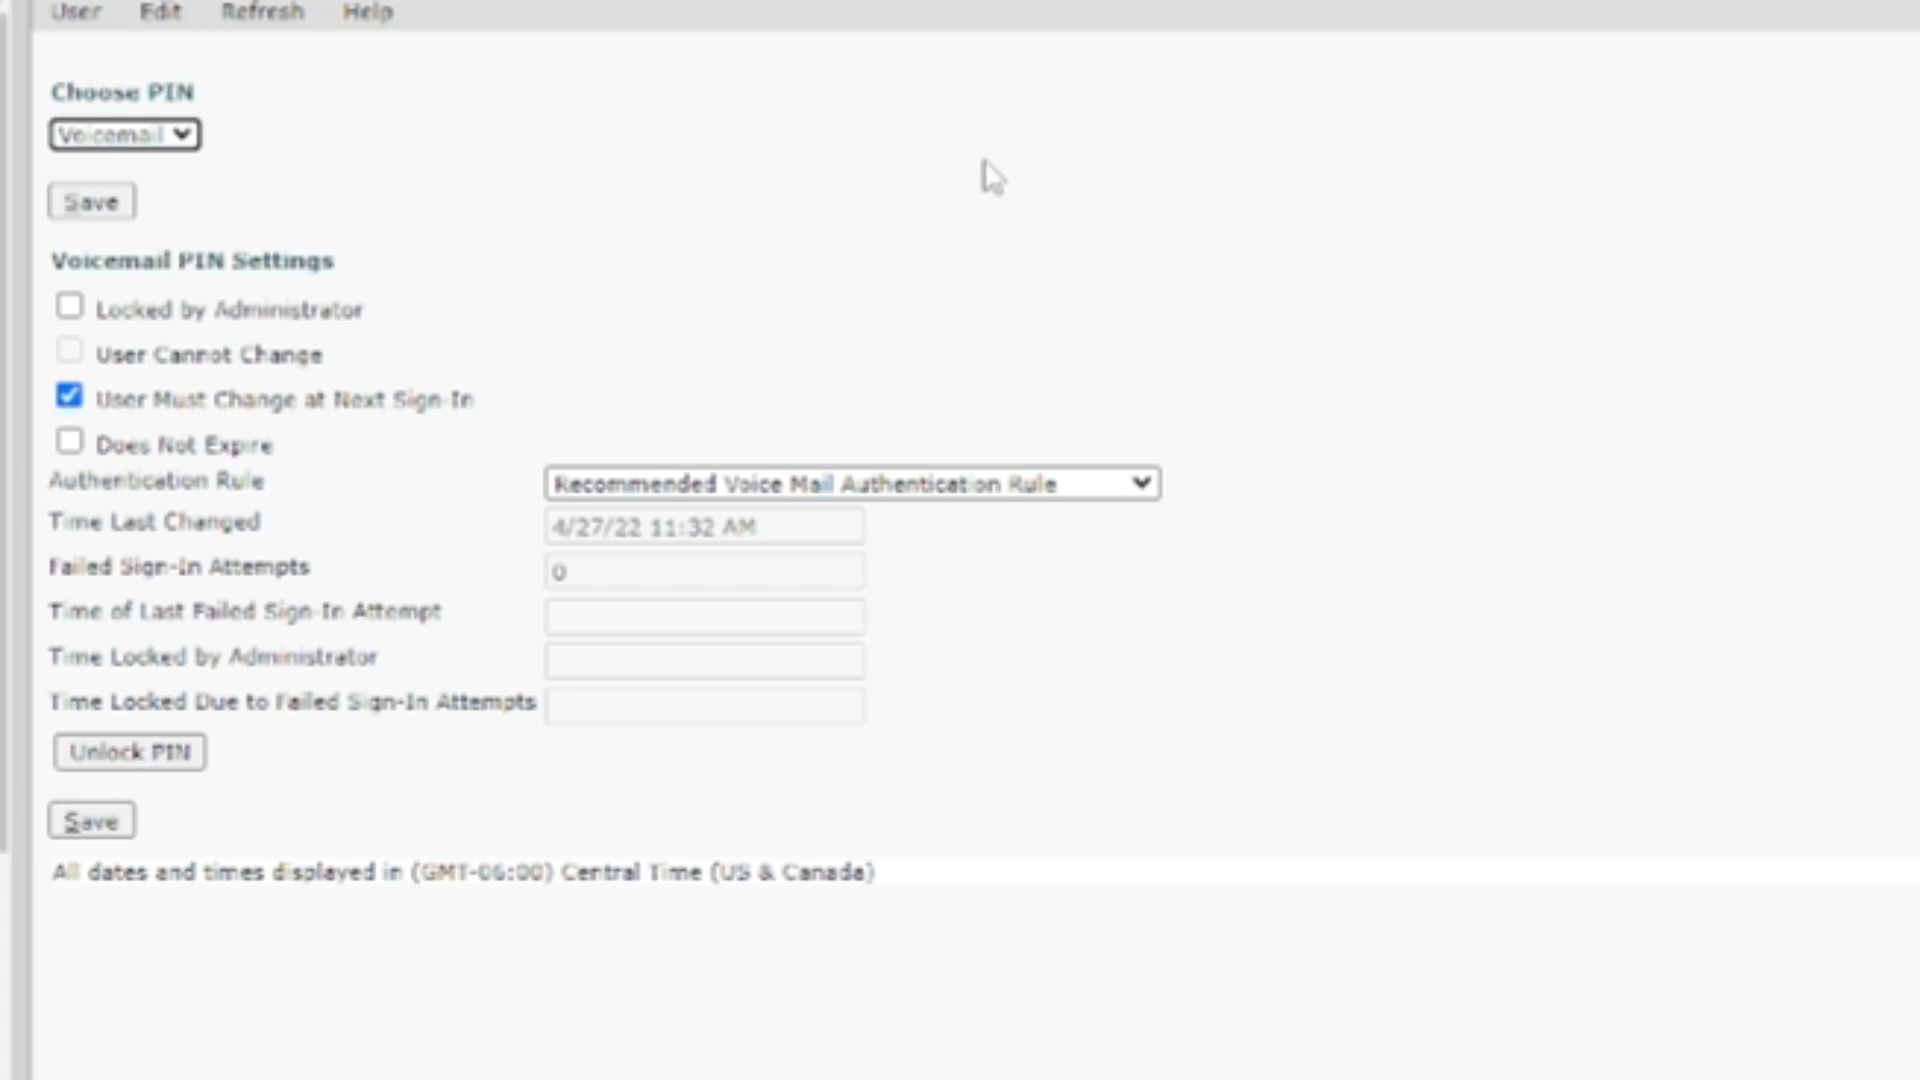 User Edit Refresh Help
Choose PIN
Voicemail
Save
Voicemail PIN Settings
Locked by Administrator
User Cannot Change
User Must Change at Next Sign-In
Does Not Expire
Authentication Rule Recommended Voice Mail Authentication Rule
Time Last Changed 4/27/22 11:32 AM
Failed Sign-In Attempts 0
Time of Last Failed Sign-In Attempt
Time Locked by Administrator
Time Locked Due to Failed Sign-In Attempts
Unlock PIN
Save
All dates and times displayed in (GMT-06:00) Central Time (US & Canada)